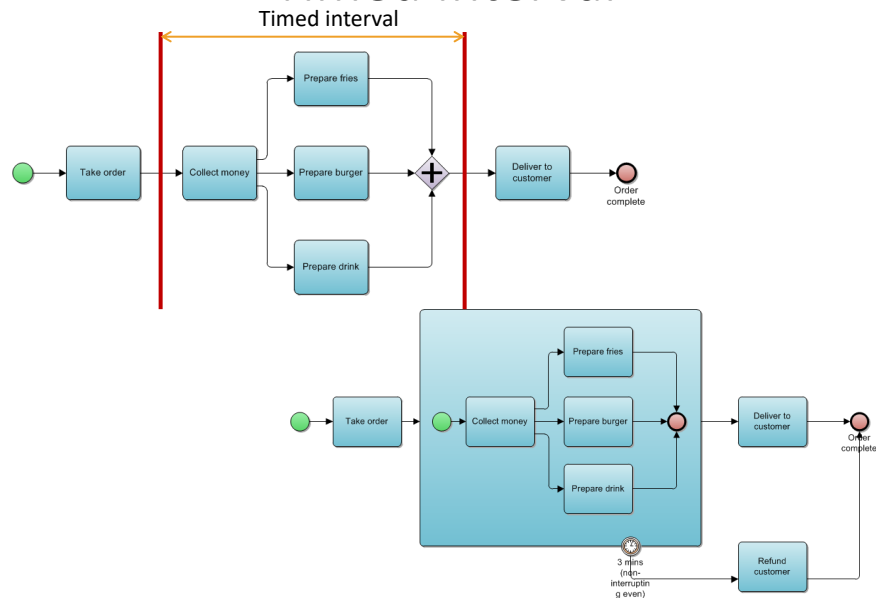 Timed interval
Prepare fries
Take order
Collect money
Prepare burger
Deliver to
customer
Order
complete
Prepare drink
Prepare fries
Take order
Collect money
Prepare burger
Deliver to
customer
Order
complete
Prepare drink
3 mins
(non-
interruptin
g even)
Refund
customer